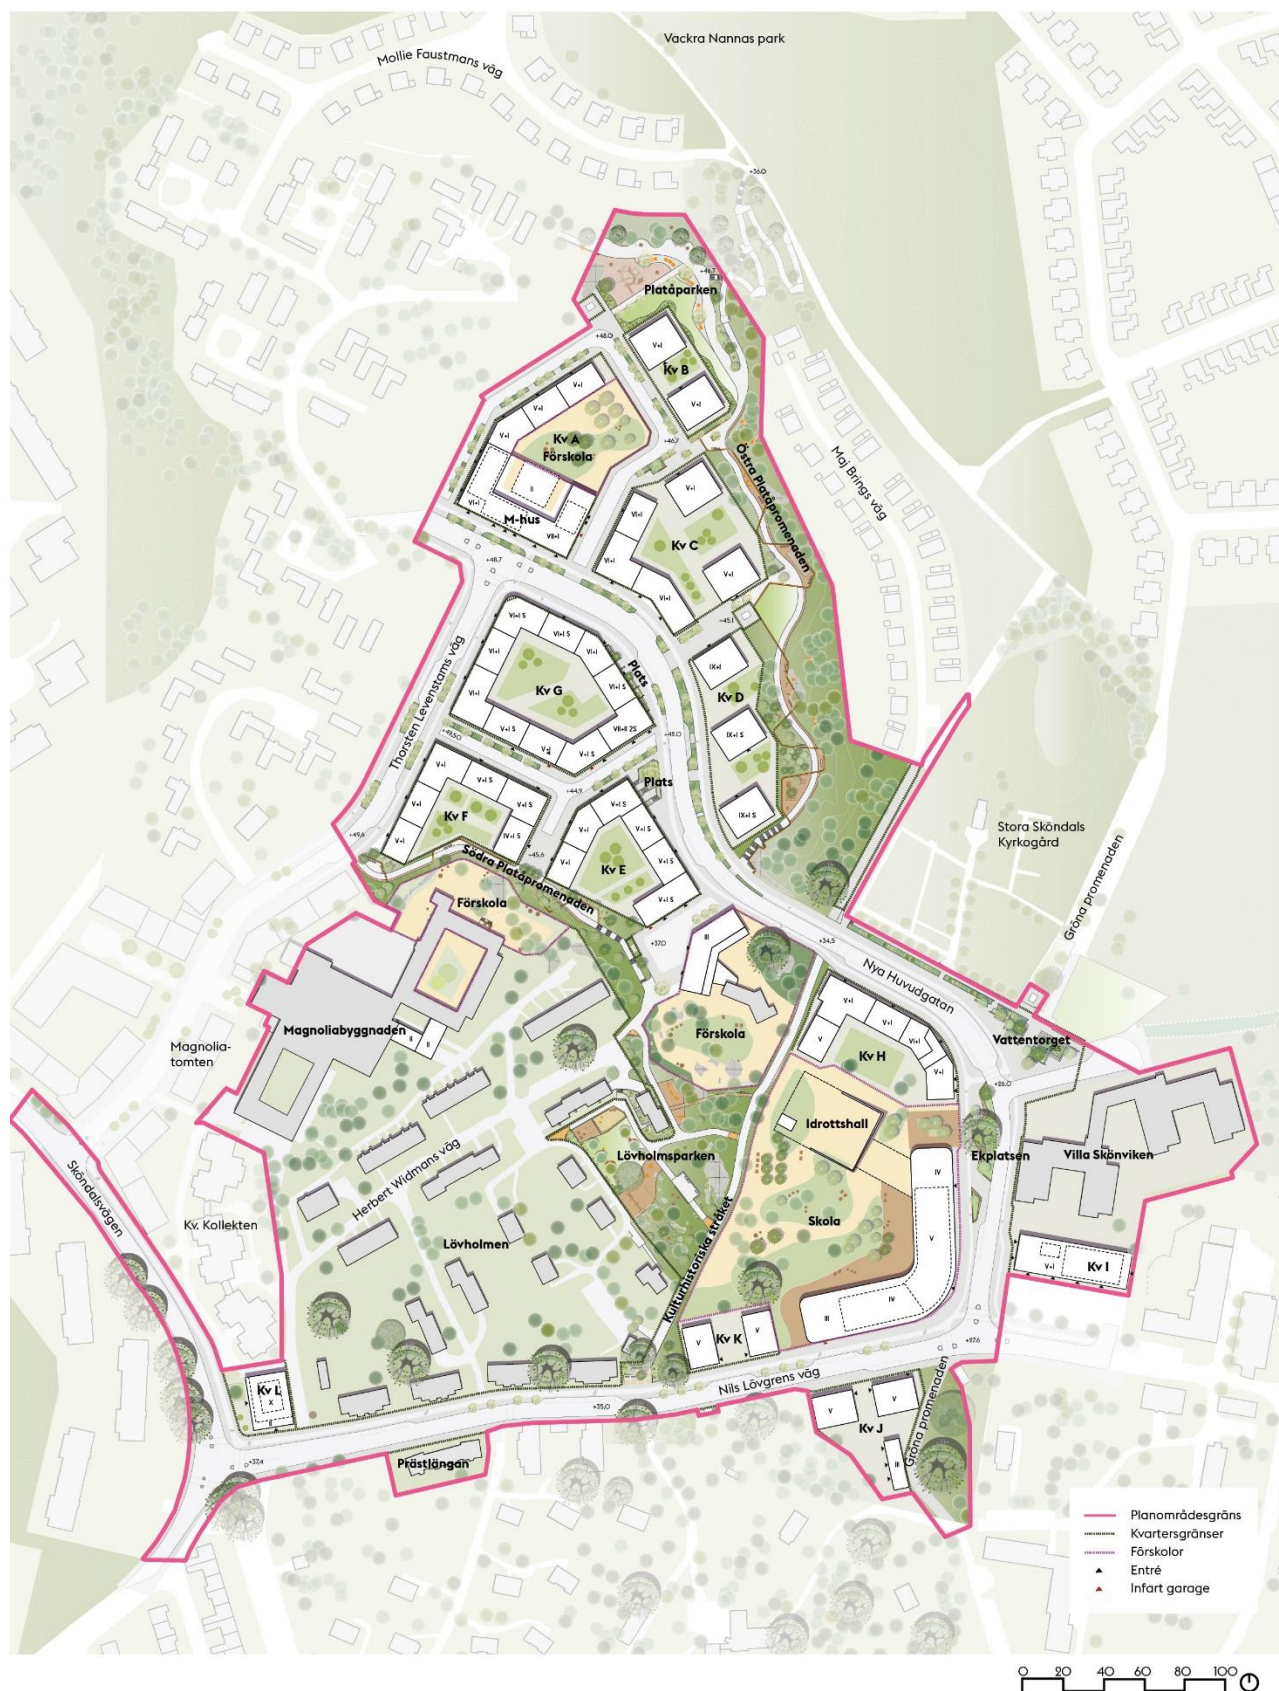 Vackra Nannas park
Mollie Faustmans väg
+36.0
+46.7
Platåparken
+48.0
V+I
Kv B
V+I
V+I
V+I
V+I
Kv A
Förskola
+46.7
Östra Platåpromenaden
Maj Brings väg
II
VI+I
M-hus
VII+I
V+I
VI+I
Kv C
VI+I
V+I
V+I
+48.7
+45.1
VI+I S
VI+I S
VI+I
VI+I
VI+I
Kv G
VI+I S
Plats
IX+I
Kv D
Thorsten Levenstams väg
V+I S
V+I
V+I S
VII+II 2S
+49.50
+49.0
IX+I S
V+I
V+I S
V+I S
+44.9
Plats
Kv F
V+I
IV+I S
V+I S
V+I
V+I S
IX+I S
+49,6
+45,6
V+I
Kv E
V+I S
V+I S
Stora Sköndals
Kyrkogård
Gröna promenaden
Södra Platåpromenaden
Förskola
III
+37.0
+34,5
Nya Huvudgatan
Magnoliabyggnaden
II
II
Magnolia-
tomten
Förskola
V+I
V+I
V
VI+I
V+I
Kv H
Vattentorget
+26.0
Idrottshall
Ekplatsen
Villa Skönviken
Lövholmsparken
IV
Sköndalsvägen
Herbert Widmans väg
Kv. Kollekten
Lövholmen
Kulturhistoriska stråket
Skola
V
V+I
Kv I
IV
III
V
Kv K
V
+27.6
Kv L
X
II
Nils Lövgrens väg
+35,0
V
V
Kv J
III
Gröna promenaden
+37.4
Prästlängan
Planområdesgräns
Kvartersgränser
Förskolor
Entré
Infart garage
0 20 40 60 80 100